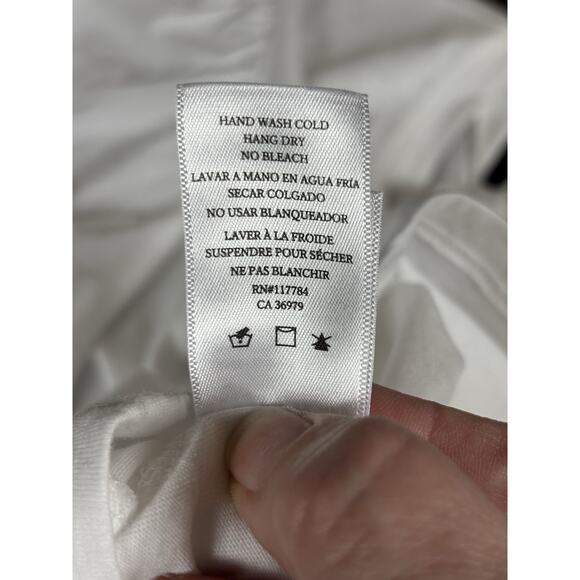 HAND WASH COLD
HANG DRY
NO BLEACH
LAVAR A MANO EN AGUA FRÍA
SECAR COLGADO
NO USAR BLANQUEADOR
LAVER À LA FROIDE
SUSPENDRE POUR SÉCHER
NE PAS BLANCHIR
RN#117784
CA 36979